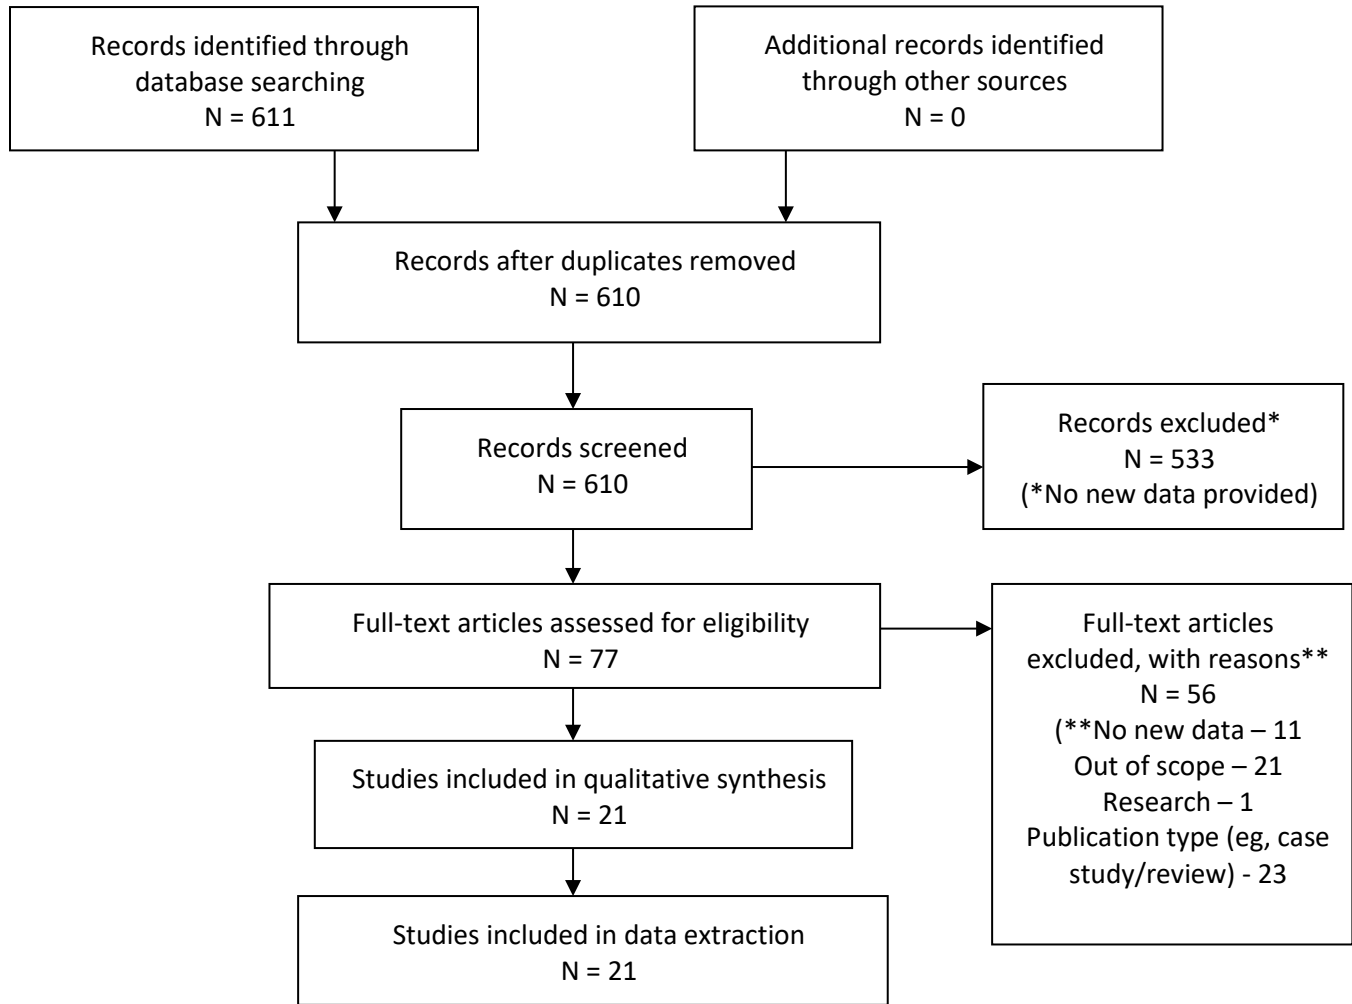 Records identified through
database searching
N = 611
Additional records identified
through other sources
N = 0
Records after duplicates removed
N = 610
Records screened
N = 610
Records excluded*
N = 533
(*No new data provided)
Full-text articles assessed for eligibility
N = 77
Full-text articles
excluded, with reasons**
N = 56
(**No new data – 11
Out of scope – 21
Research – 1
Publication type (eg, case
study/review) - 23
Studies included in qualitative synthesis
N = 21
Studies included in data extraction
N = 21